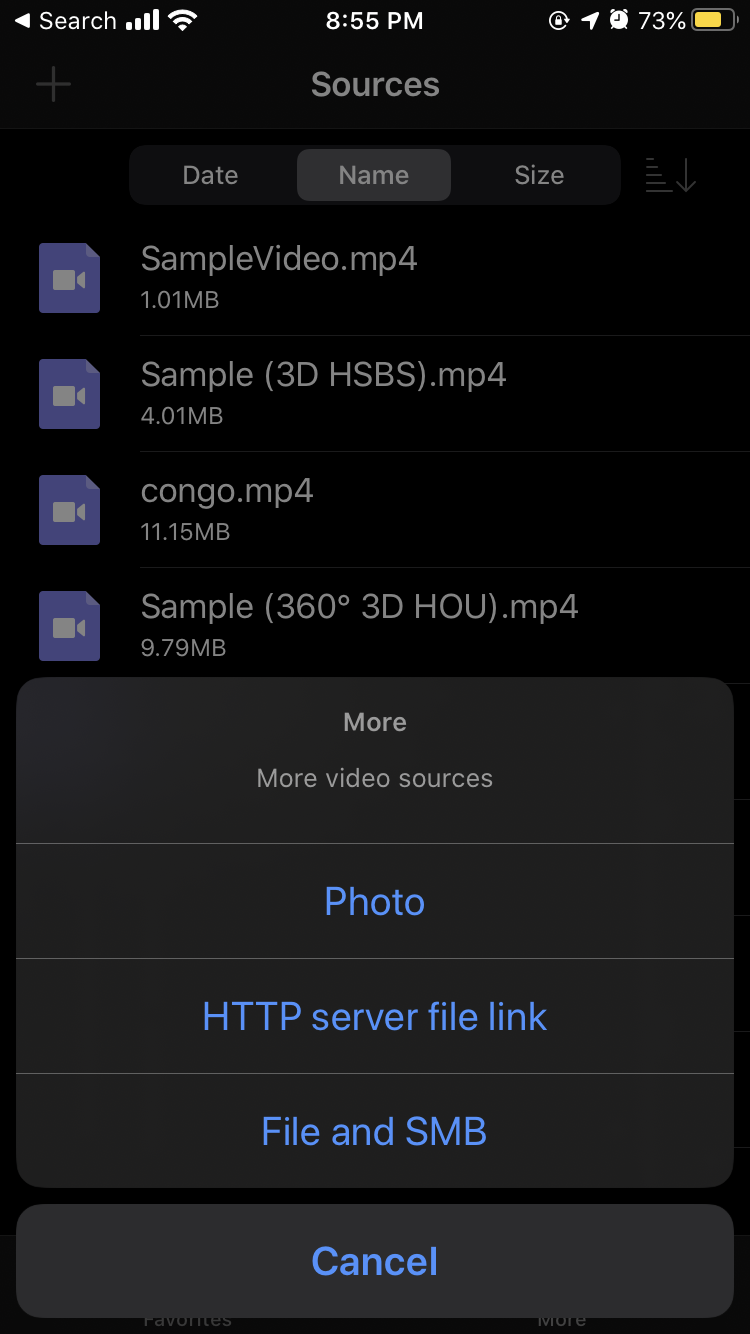 Search
8:55 PM
73%
Sources
Date
Name
Size
SampleVideo.mp4
1.01MB
Sample (3D HSBS).mp4
4.01MB
congo.mp4
11.15MB
Sample (360° 3D HOU).mp4
9.79MB
More
More video sources
Photo
HTTP server file link
File and SMB
Cancel
Favorites
More